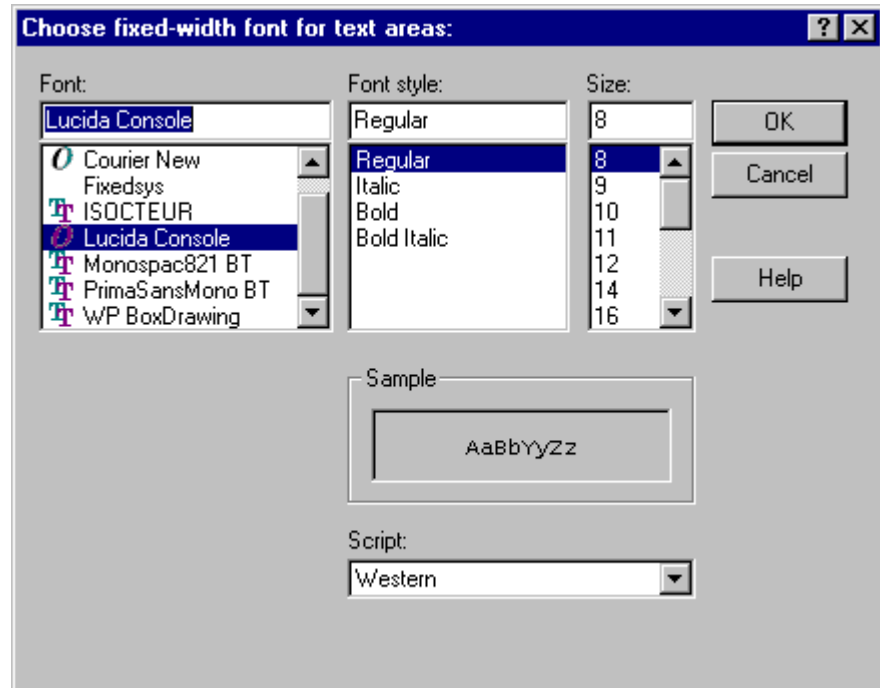 Choose fixed-width font for text areas:
Font:
Lucida Console
Courier New
Fixedsys
ISOCTEUR
Lucida Console
Monospac821 BT
PrimaSansMono BT
WP BoxDrawing
Font style:
Regular
Regular
Italic
Bold
Bold Italic
Size:
8
8
9
10
11
12
14
16
OK
Cancel
Help
Sample
AaBbYyZz
Script:
Western